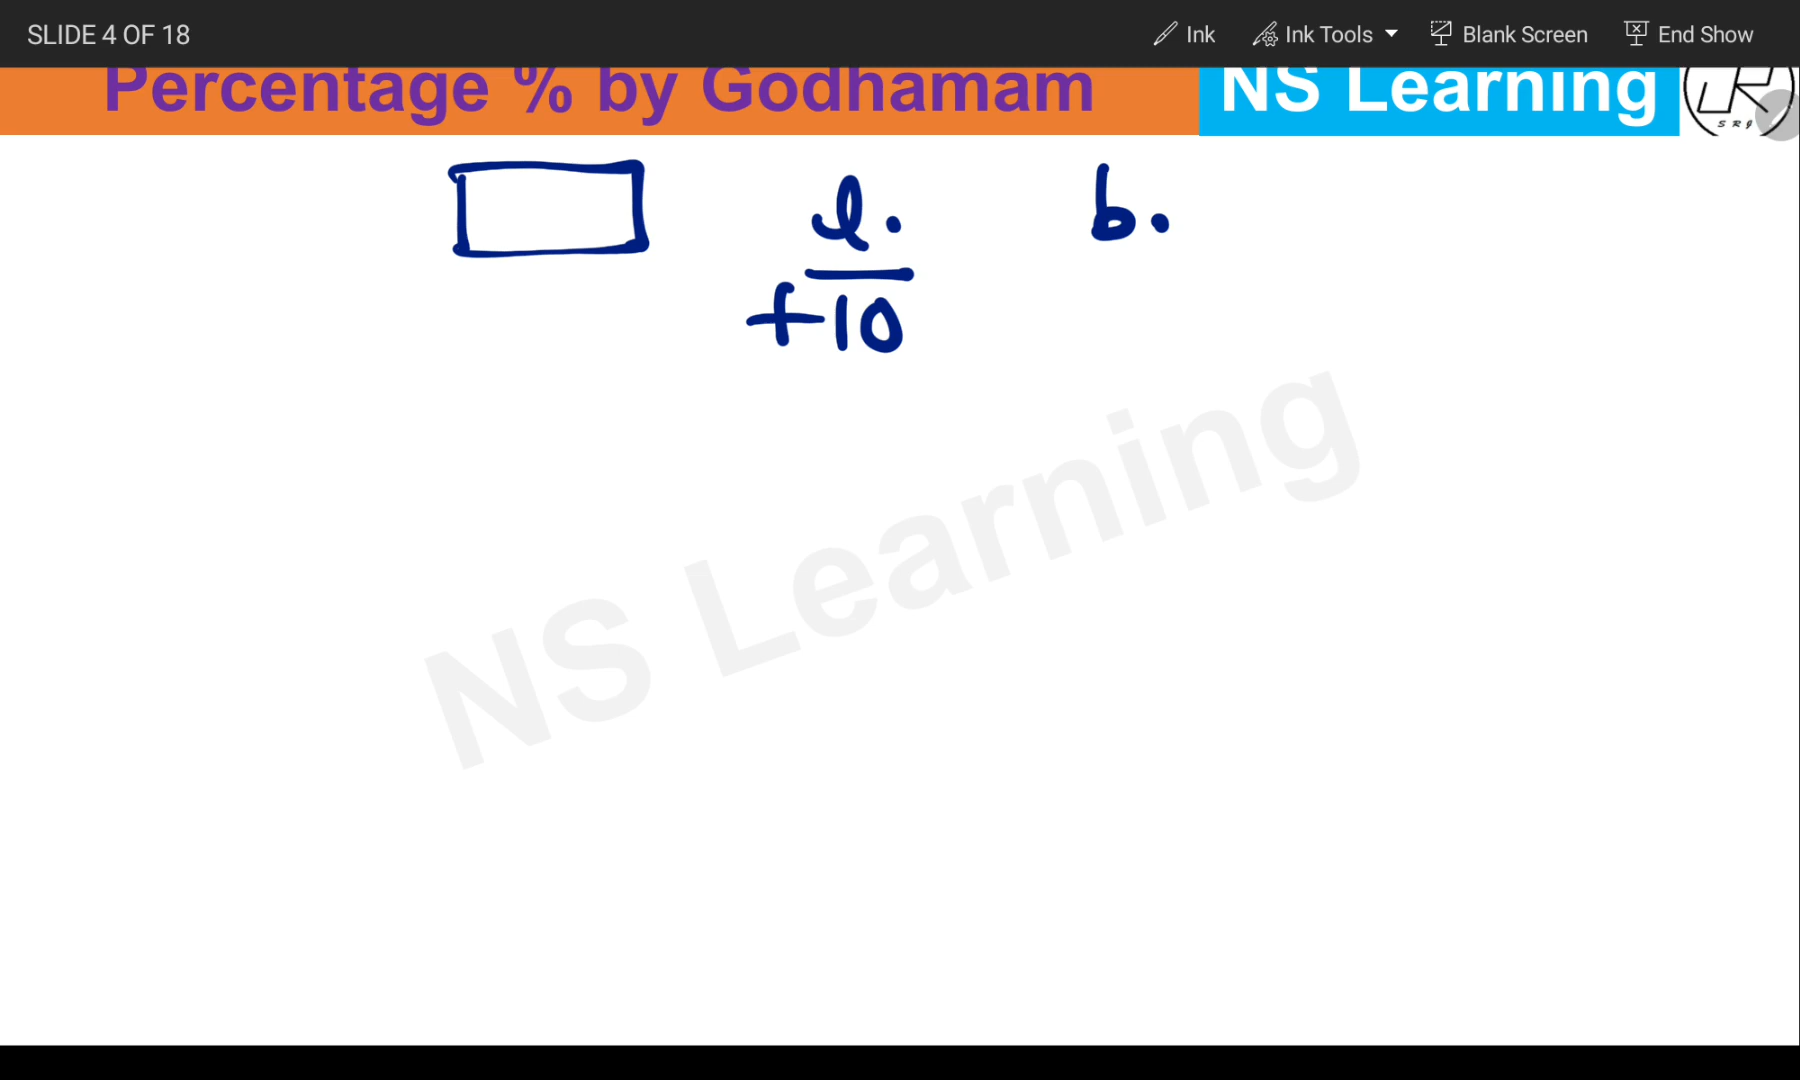 SLIDE 4 OF 18 Ink Ink Tools Blank Screen End Show
Percentage % by Godhamam NS Learning
SRJ
l. b.
+10
NS Learning